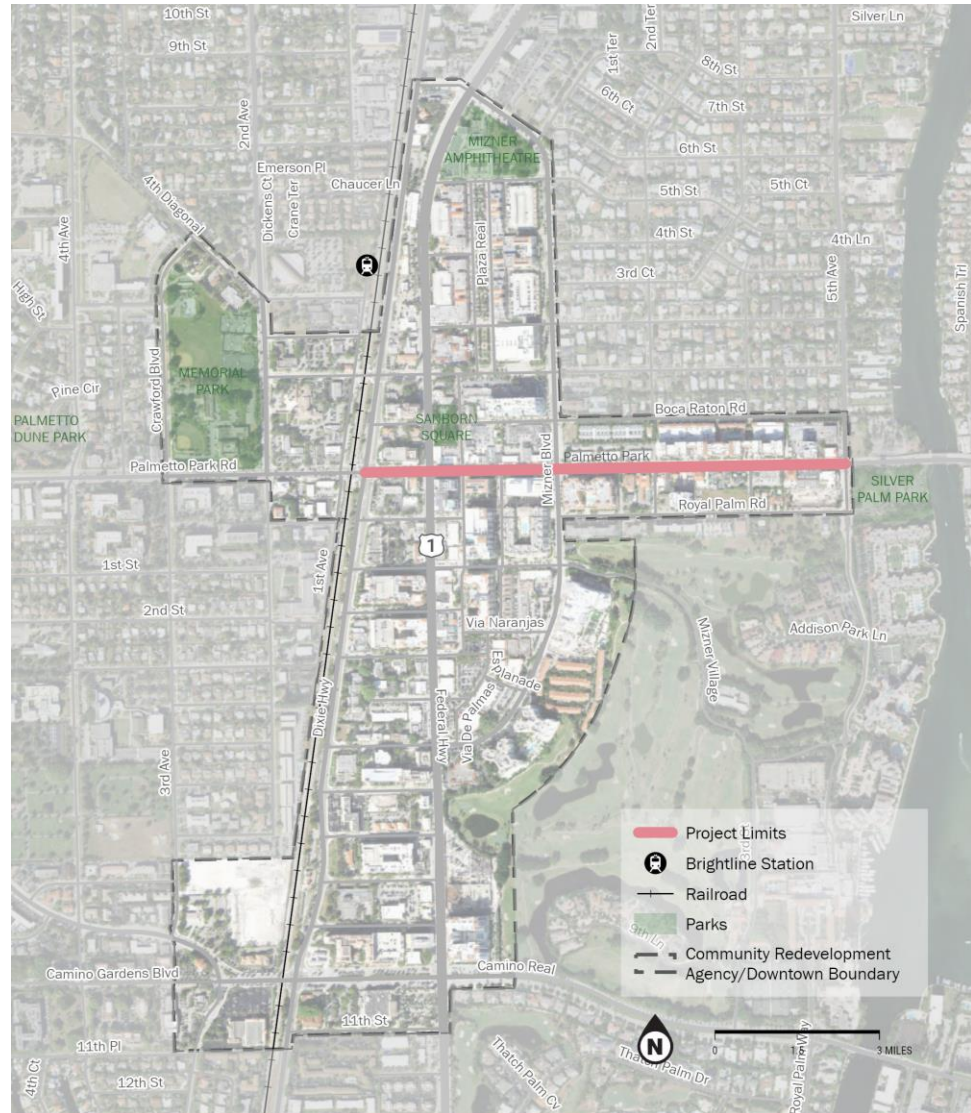 10th St
9th St
2nd Ave
1st Ter
2nd Ter
Silver Ln
8th St
6th Ct
7th St
6th St
MIZNER
AMPHITHEATRE
Emerson Pl
Chaucer Ln
Dickens Ct
Crane Ter
4th Diagonal
4th Ave
5th St
5th Ct
4th St
4th Ln
3rd Ct
5th Ave
Spanish Trl
Plaza Real
High St
Crawford Blvd
MEMORIAL
PARK
Pine Cir
PALMETTO
DUNE PARK
SANBORN
SQUARE
Boca Raton Rd
Mizner Blvd
Palmetto Park Rd
Palmetto Park
SILVER
PALM PARK
Royal Palm Rd
1
1st St
1st Ave
2nd St
Via Naranjas
Addison Park Ln
Mizner Village
Esplanade
Via De Palmas
Dixie Hwy
Federal Hwy
3rd Ave
Project Limits
3rd
Brightline Station
Railroad
Parks
9th Ln
Community Redevelopment
Agency/Downtown Boundary
Camino Gardens Blvd
Camino Real
11th St
11th Pl
4th Ct
12th St
N
0 1.5 3 MILES
Thatch Palm Dr
Thatch Palm Cv
Royal Palm Way